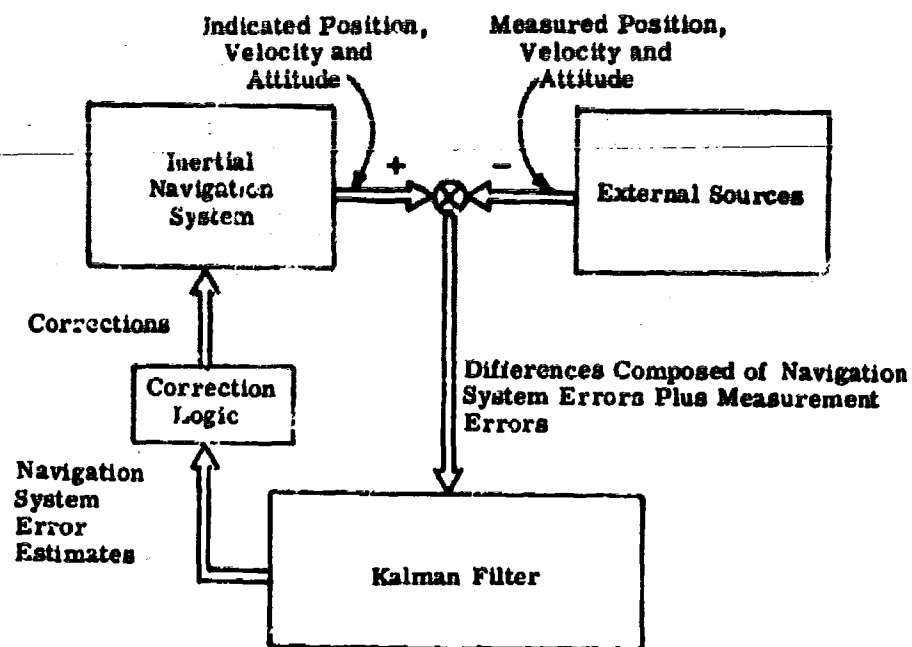 Indicated Position,
Velocity and
Attitude
Measured Position,
Velocity and
Attitude
Inertial
Navigation
System
+
−
External Sources
Corrections
Correction
Logic
Differences Composed of Navigation
System Errors Plus Measurement
Errors
Navigation
System
Error
Estimates
Kalman Filter